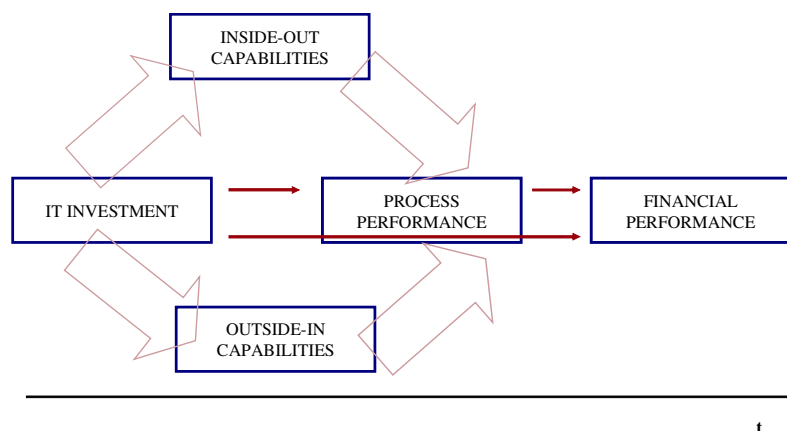 INSIDE-OUT
CAPABILITIES
IT INVESTMENT
PROCESS
PERFORMANCE
FINANCIAL
PERFORMANCE
OUTSIDE-IN
CAPABILITIES
t